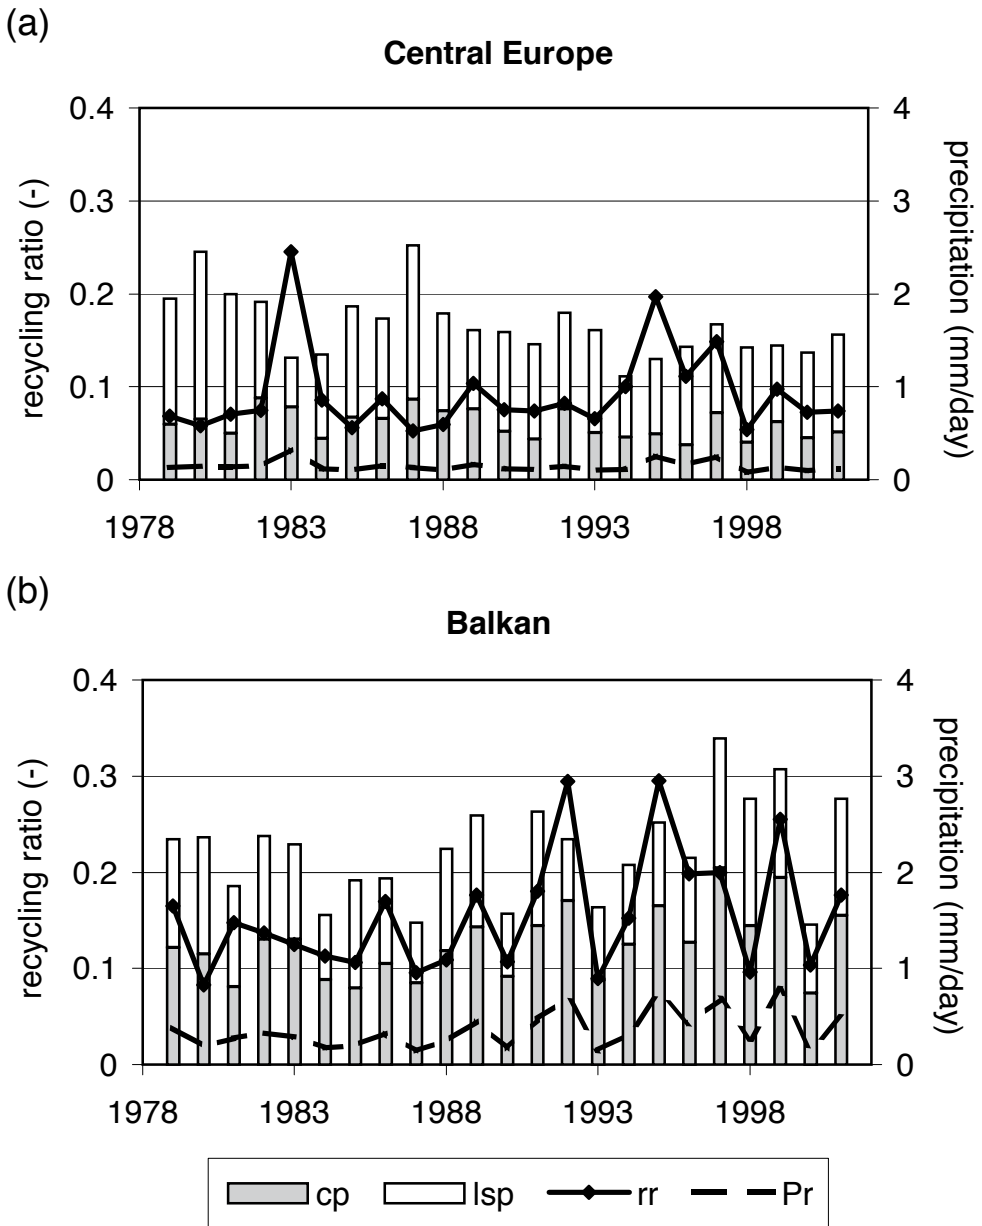 (a)
Central Europe
0.4
0.3
0.2
0.1
0
recycling ratio (-)
4
3
2
1
0
precipitation (mm/day)
1978 1983 1988 1993 1998
(b)
Balkan
0.4
0.3
0.2
0.1
0
recycling ratio (-)
4
3
2
1
0
precipitation (mm/day)
1978 1983 1988 1993 1998
cp lsp rr Pr